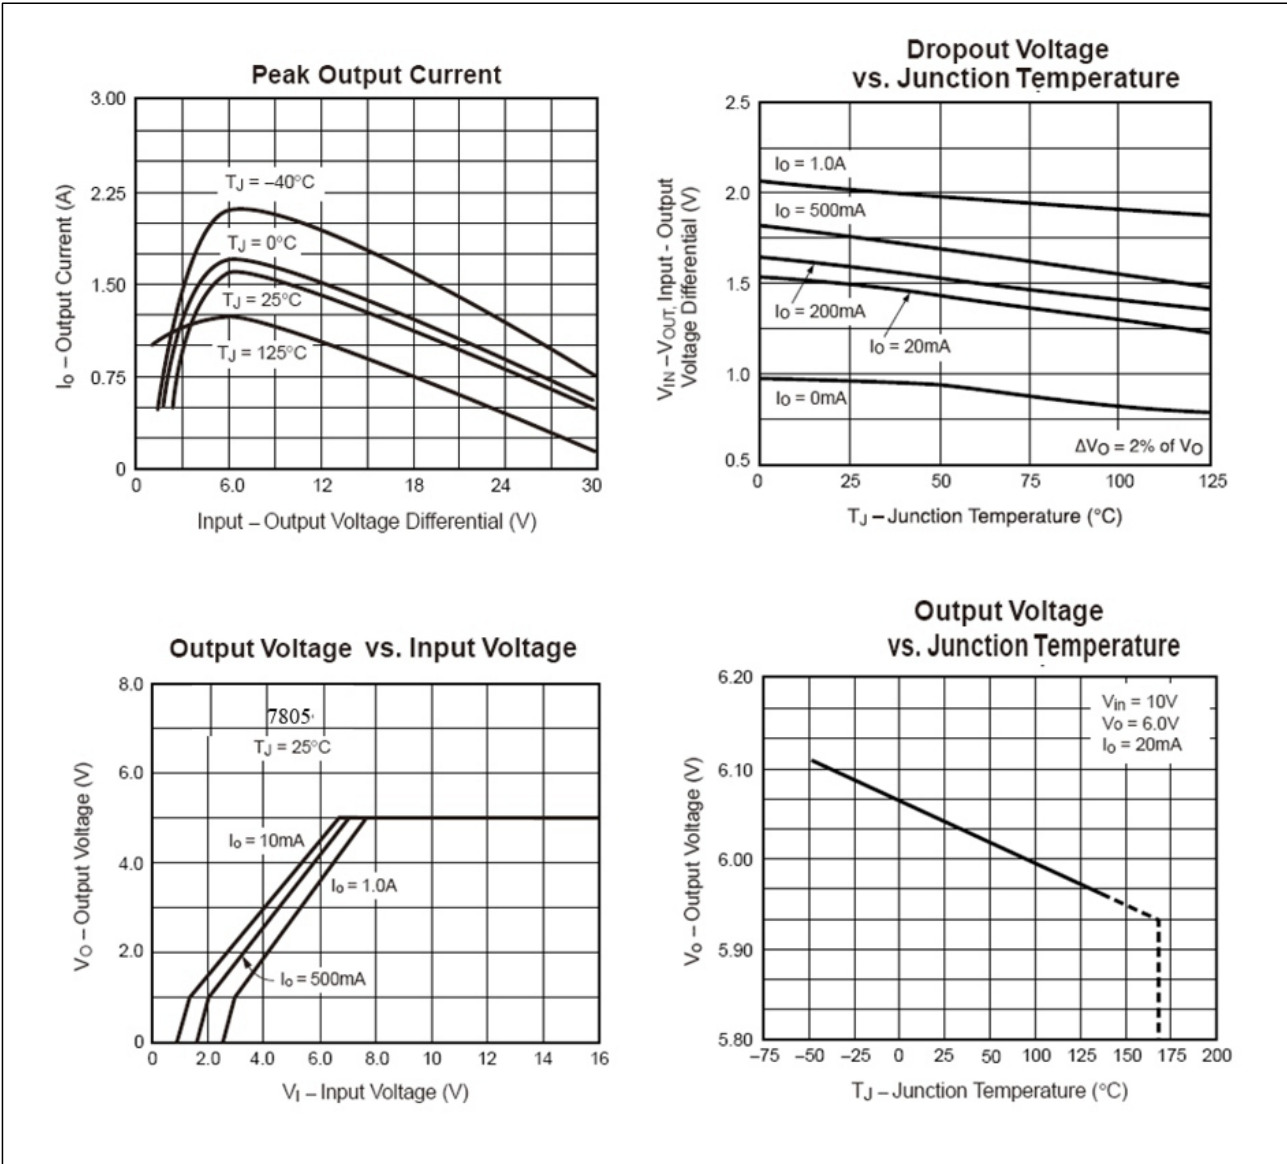 Peak Output Current
3.00
2.25
1.50
0.75
0
IO – Output Current (A)
TJ = –40°C
TJ = 0°C
TJ = 25°C
TJ = 125°C
0 6.0 12 18 24 30
Input – Output Voltage Differential (V)
Dropout Voltage
vs. Junction Temperature
2.5
2.0
1.5
1.0
0.5
VIN – VOUT, Input - Output
Voltage Differential (V)
IO = 1.0A
IO = 500mA
IO = 200mA
IO = 20mA
IO = 0mA
ΔVO = 2% of VO
0 25 50 75 100 125
TJ – Junction Temperature (°C)
Output Voltage vs. Input Voltage
8.0
6.0
4.0
2.0
0
VO – Output Voltage (V)
7805
TJ = 25°C
Io = 10mA
Io = 1.0A
Io = 500mA
0 2.0 4.0 6.0 8.0 10 12 14 16
VI – Input Voltage (V)
Output Voltage
vs. Junction Temperature
6.20
6.10
6.00
5.90
5.80
Vo – Output Voltage (V)
Vin = 10V
Vo = 6.0V
Io = 20mA
–75 –50 –25 0 25 50 100 125 150 175 200
TJ – Junction Temperature (°C)